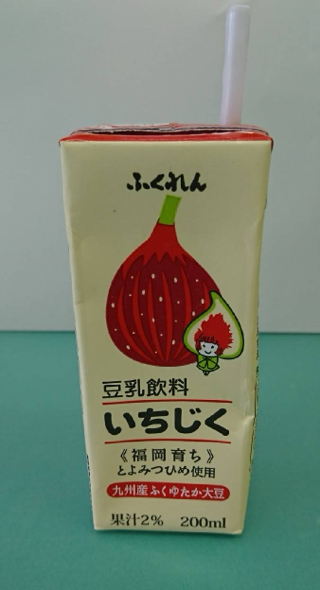 ふくれん
豆乳飲料
いちじく
《福岡育ち》
とよみつひめ使用
九州産ふくゆたか大豆
果汁2% 200ml